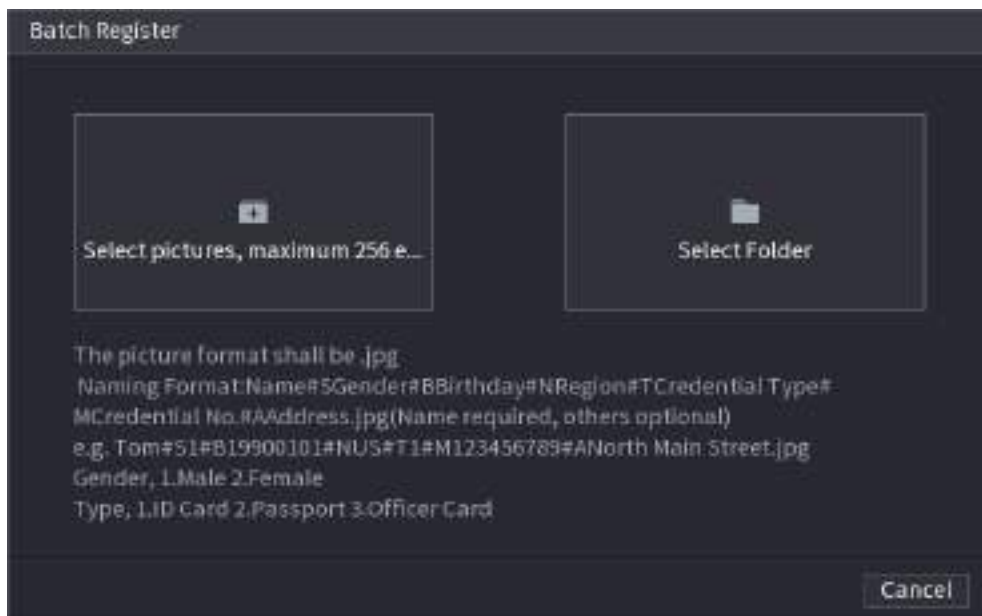 Batch Register
Select pictures, maximum 256 e...
Select Folder
The picture format shall be .jpg
Naming Format:Name#SGender#BBirthday#NRegion#TCredential Type#
MCredential No.#AAddress.jpg(Name required, others optional)
e.g. Tom#S1#B19900101#NUS#T1#M123456789#ANorth Main Street.jpg
Gender, 1.Male 2.Female
Type, 1.ID Card 2.Passport 3.Officer Card
Cancel